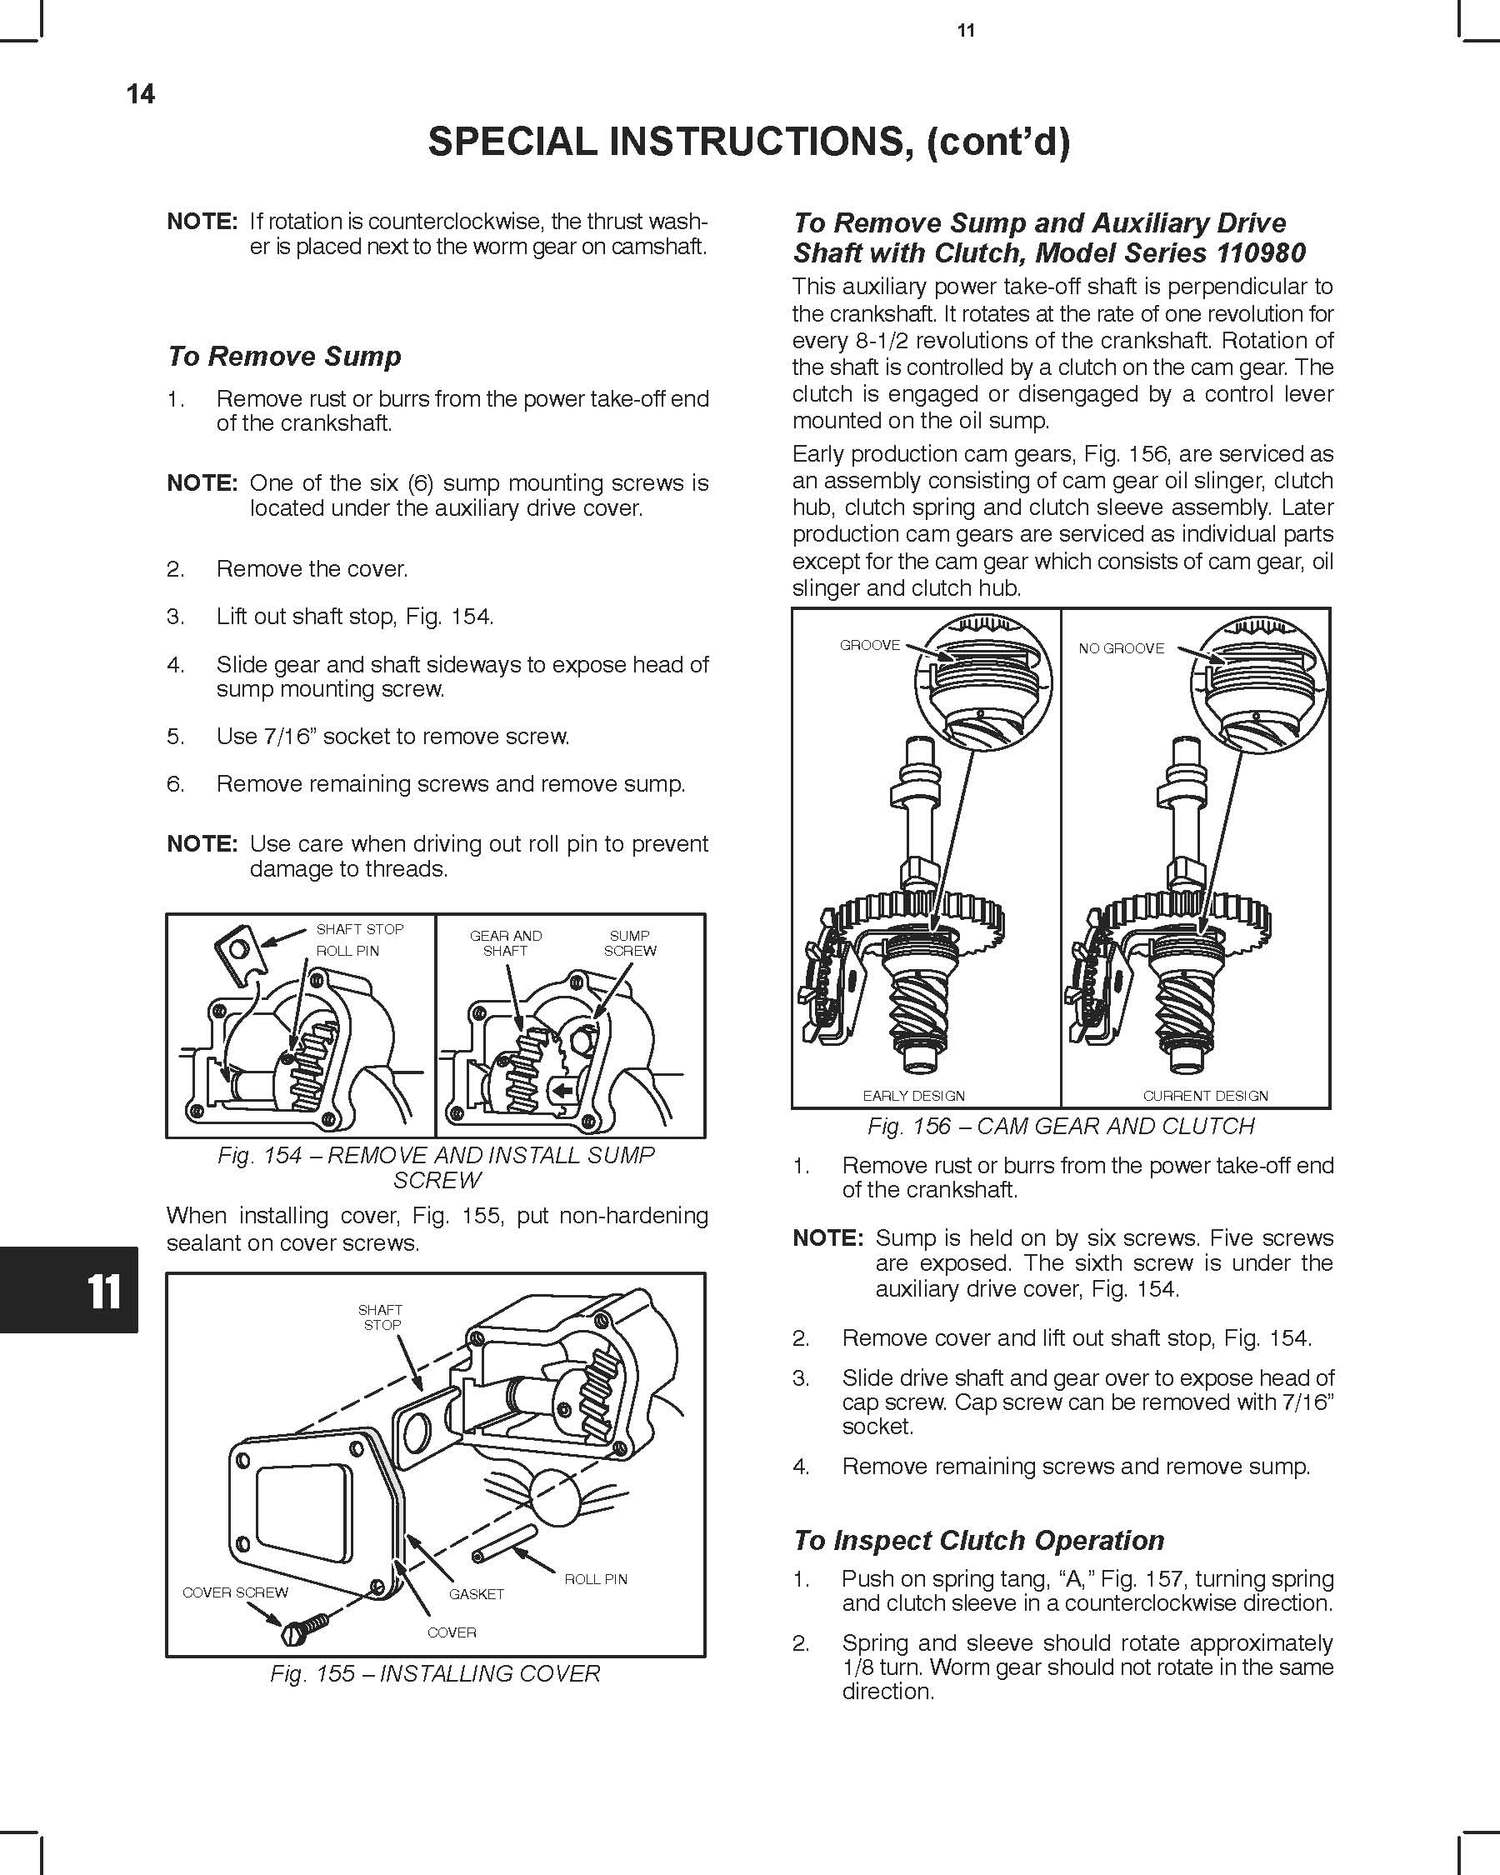 11
14
SPECIAL INSTRUCTIONS, (cont’d)
NOTE: If rotation is counterclockwise, the thrust wash-
er is placed next to the worm gear on camshaft.
To Remove Sump
1. Remove rust or burrs from the power take-off end
of the crankshaft.
NOTE: One of the six (6) sump mounting screws is
located under the auxiliary drive cover.
2. Remove the cover.
3. Lift out shaft stop, Fig. 154.
4. Slide gear and shaft sideways to expose head of
sump mounting screw.
5. Use 7/16” socket to remove screw.
6. Remove remaining screws and remove sump.
NOTE: Use care when driving out roll pin to prevent
damage to threads.
SHAFT STOP
ROLL PIN
GEAR AND
SHAFT
SUMP
SCREW
Fig. 154 – REMOVE AND INSTALL SUMP
SCREW
When installing cover, Fig. 155, put non-hardening
sealant on cover screws.
11
SHAFT
STOP
ROLL PIN
COVER SCREW
GASKET
COVER
Fig. 155 – INSTALLING COVER
To Remove Sump and Auxiliary Drive
Shaft with Clutch, Model Series 110980
This auxiliary power take-off shaft is perpendicular to
the crankshaft. It rotates at the rate of one revolution for
every 8-1/2 revolutions of the crankshaft. Rotation of
the shaft is controlled by a clutch on the cam gear. The
clutch is engaged or disengaged by a control lever
mounted on the oil sump.
Early production cam gears, Fig. 156, are serviced as
an assembly consisting of cam gear oil slinger, clutch
hub, clutch spring and clutch sleeve assembly. Later
production cam gears are serviced as individual parts
except for the cam gear which consists of cam gear, oil
slinger and clutch hub.
GROOVE
NO GROOVE
EARLY DESIGN
CURRENT DESIGN
Fig. 156 – CAM GEAR AND CLUTCH
1. Remove rust or burrs from the power take-off end
of the crankshaft.
NOTE: Sump is held on by six screws. Five screws
are exposed. The sixth screw is under the
auxiliary drive cover, Fig. 154.
2. Remove cover and lift out shaft stop, Fig. 154.
3. Slide drive shaft and gear over to expose head of
cap screw. Cap screw can be removed with 7/16”
socket.
4. Remove remaining screws and remove sump.
To Inspect Clutch Operation
1. Push on spring tang, “A,” Fig. 157, turning spring
and clutch sleeve in a counterclockwise direction.
2. Spring and sleeve should rotate approximately
1/8 turn. Worm gear should not rotate in the same
direction.